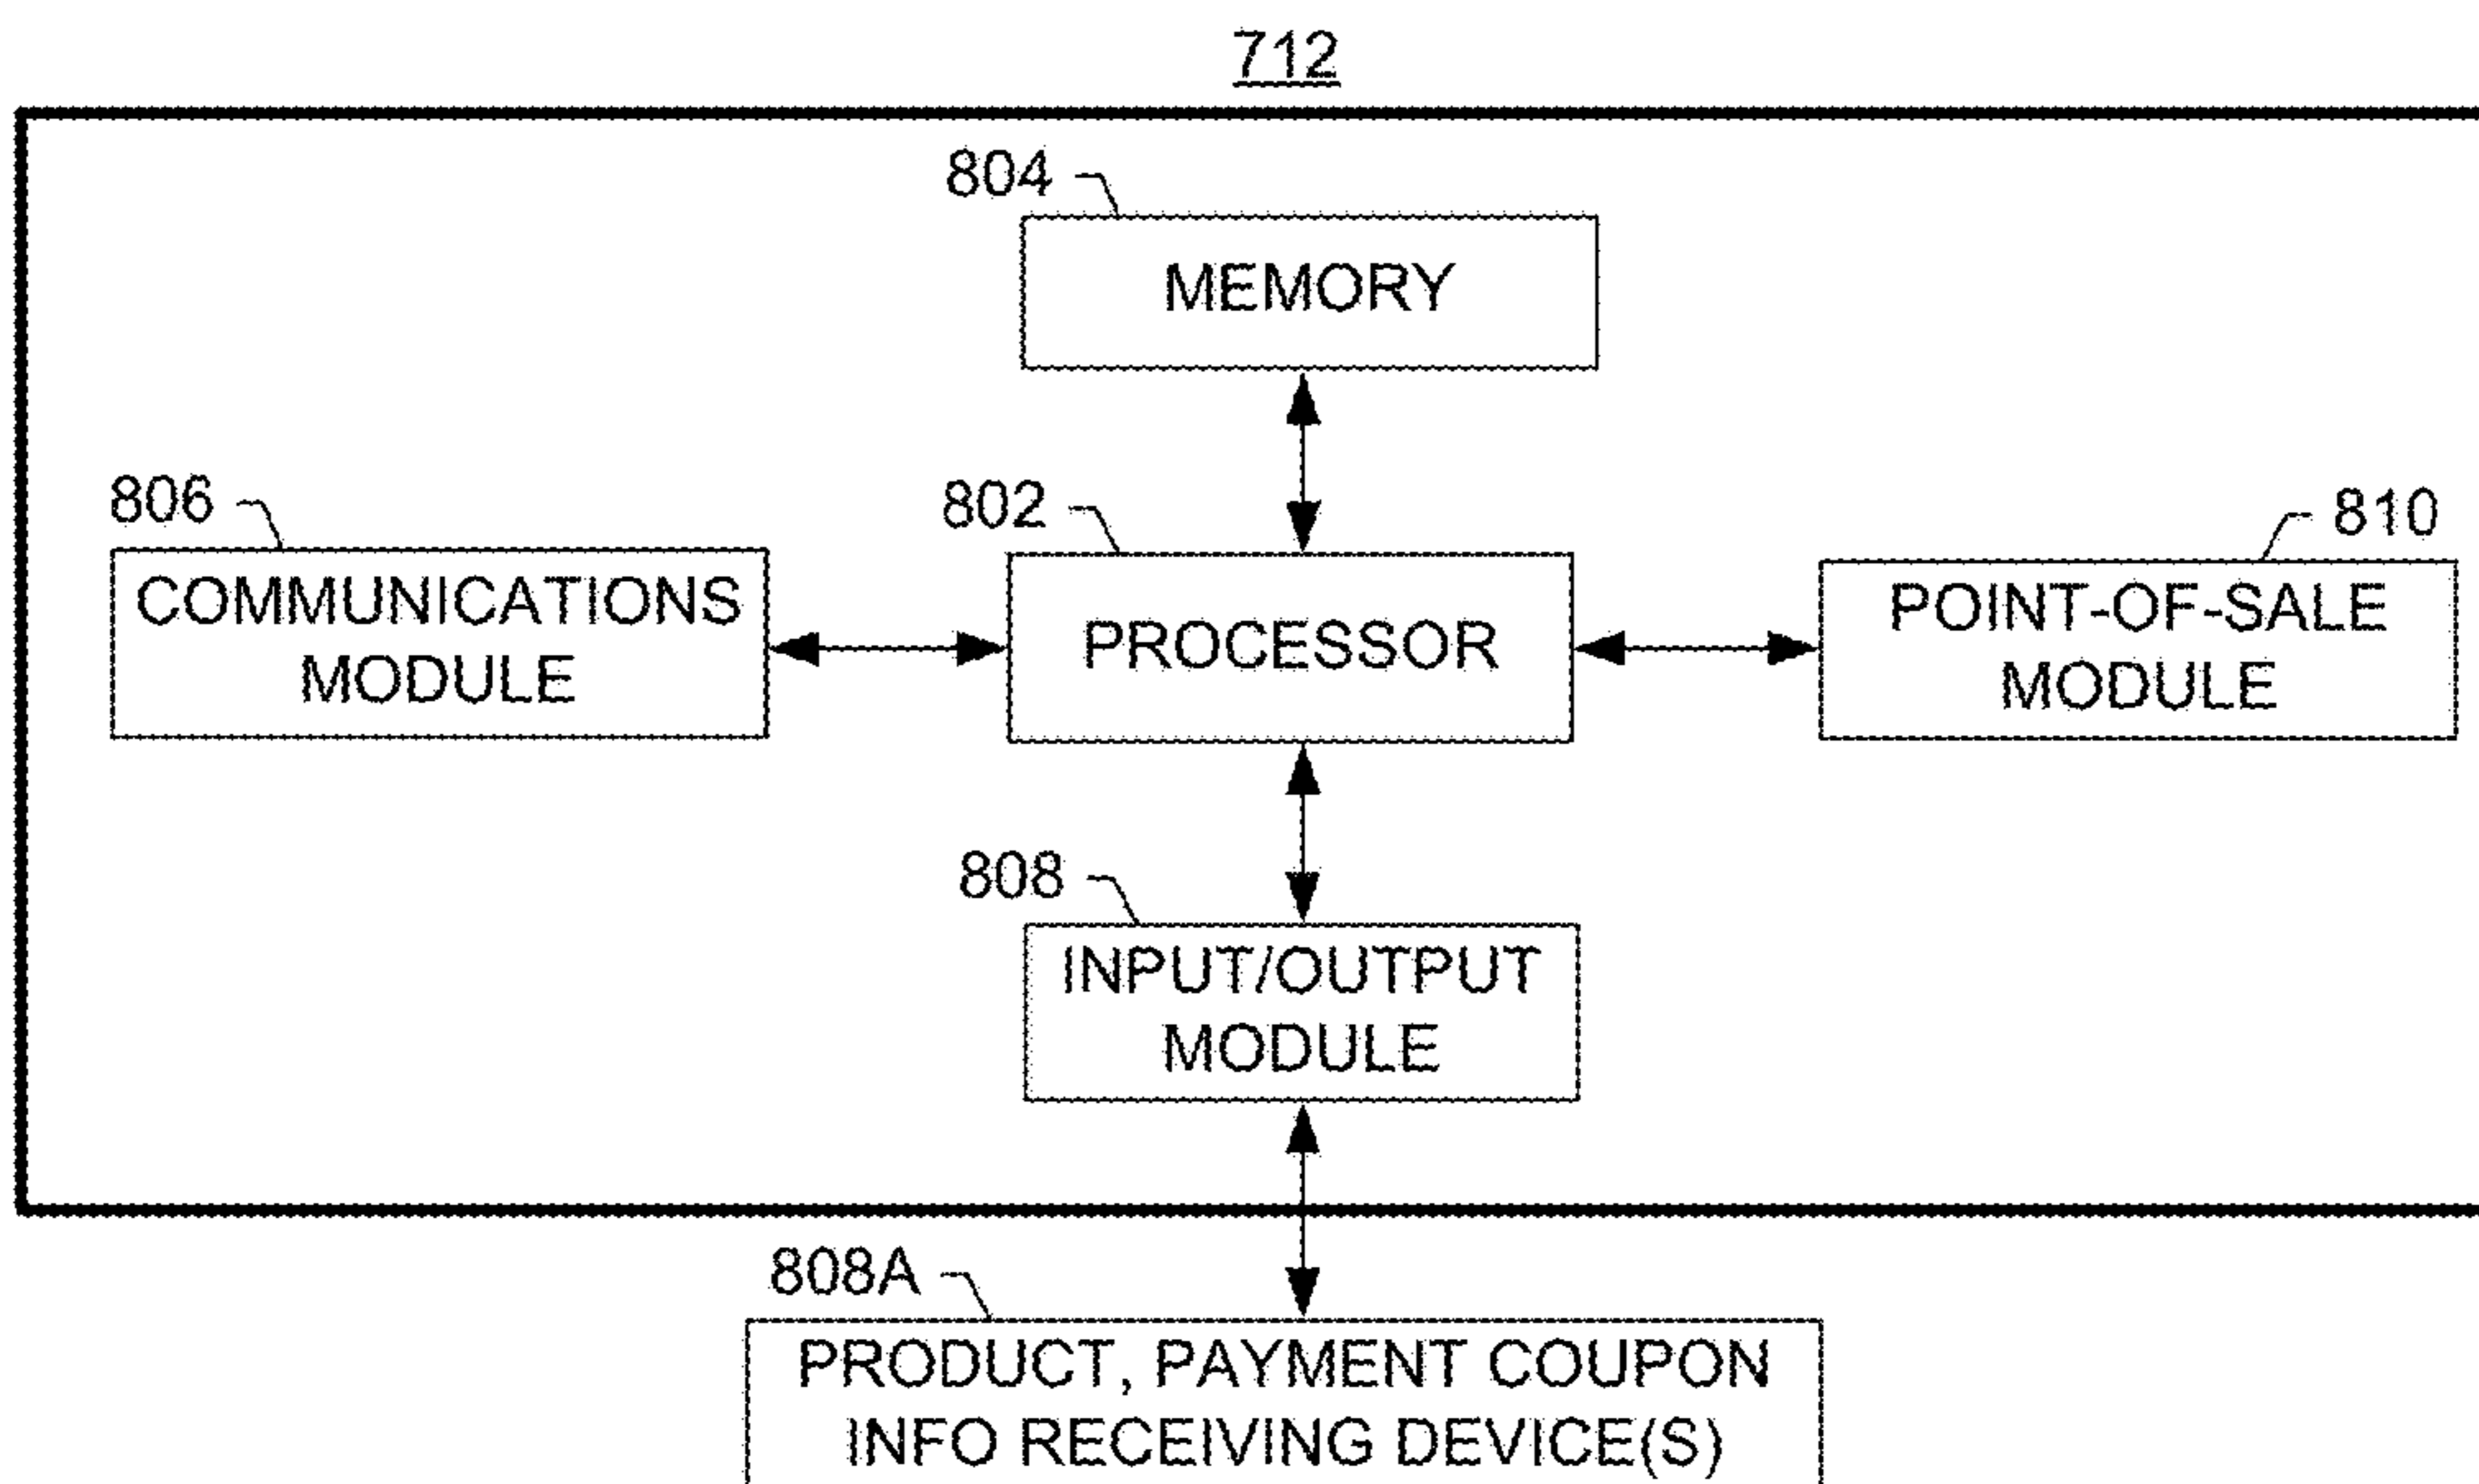 712
804
MEMORY
806
802
810
COMMUNICATIONS
MODULE
PROCESSOR
POINT-OF-SALE
MODULE
808
INPUT/OUTPUT
MODULE
808A
PRODUCT, PAYMENT COUPON
INFO RECEIVING DEVICE(S)